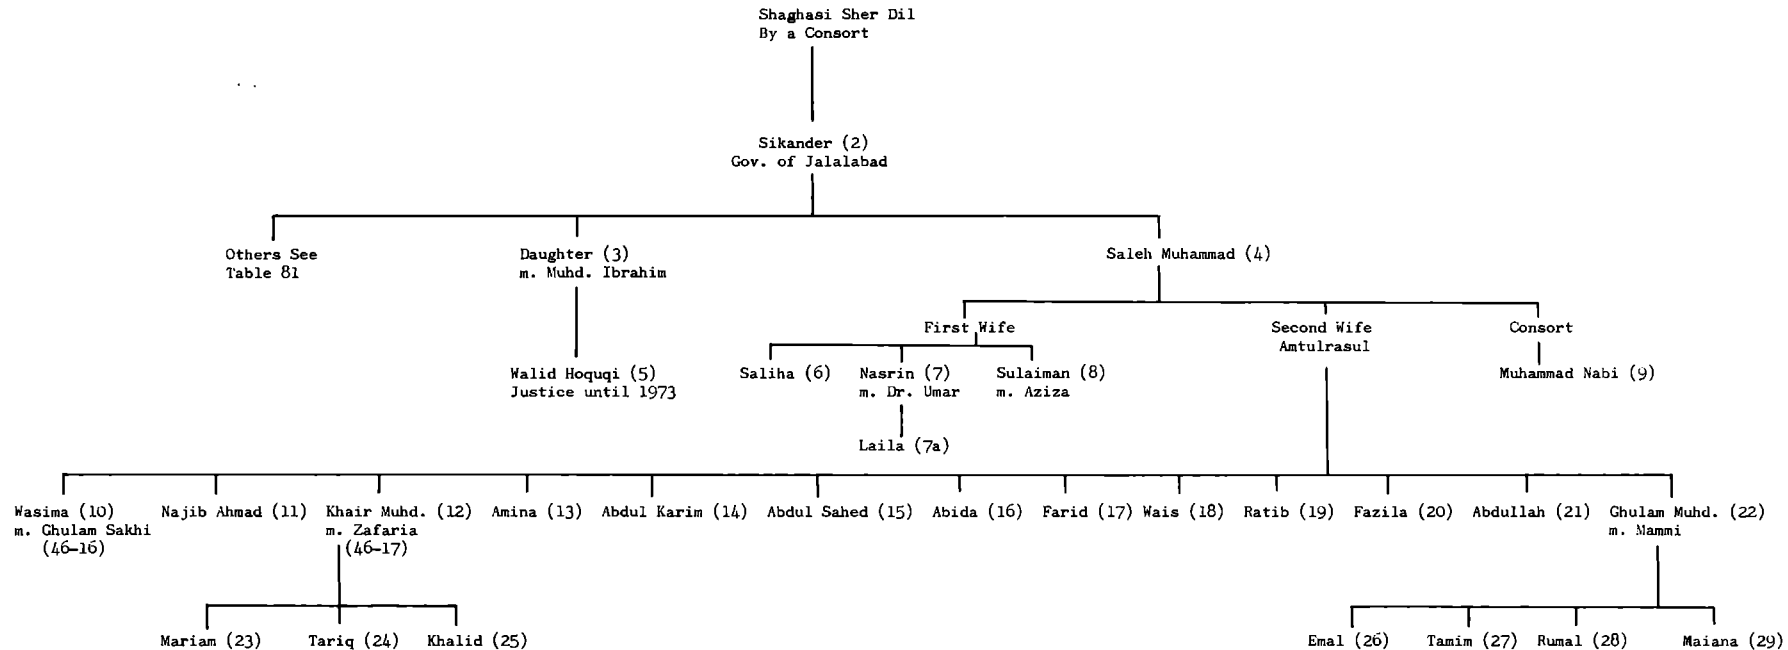 Shaghasi Sher Dil
By a Consort
Sikander (2)
Gov. of Jalalabad
Others See
Table 81
Daughter (3)
m. Muhd. Ibrahim
Saleh Muhammad (4)
First Wife
Second Wife
Amtulrasul
Consort
Walid Hoquqi (5)
Justice until 1973
Saliha (6)
Nasrin (7)
m. Dr. Umar
Sulaiman (8)
m. Aziza
Muhammad Nabi (9)
Laila (7a)
Wasima (10)
m. Ghulam Sakhi
(46-16)
Najib Ahmad (11)
Khair Muhd. (12)
m. Zafaria
(46-17)
Amina (13)
Abdul Karim (14)
Abdul Sahed (15)
Abida (16)
Farid (17)
Wais (18)
Ratib (19)
Fazila (20)
Abdullah (21)
Ghulam Muhd. (22)
m. Mammi
Mariam (23)
Tariq (24)
Khalid (25)
Emal (26)
Tamim (27)
Rumal (28)
Maiana (29)